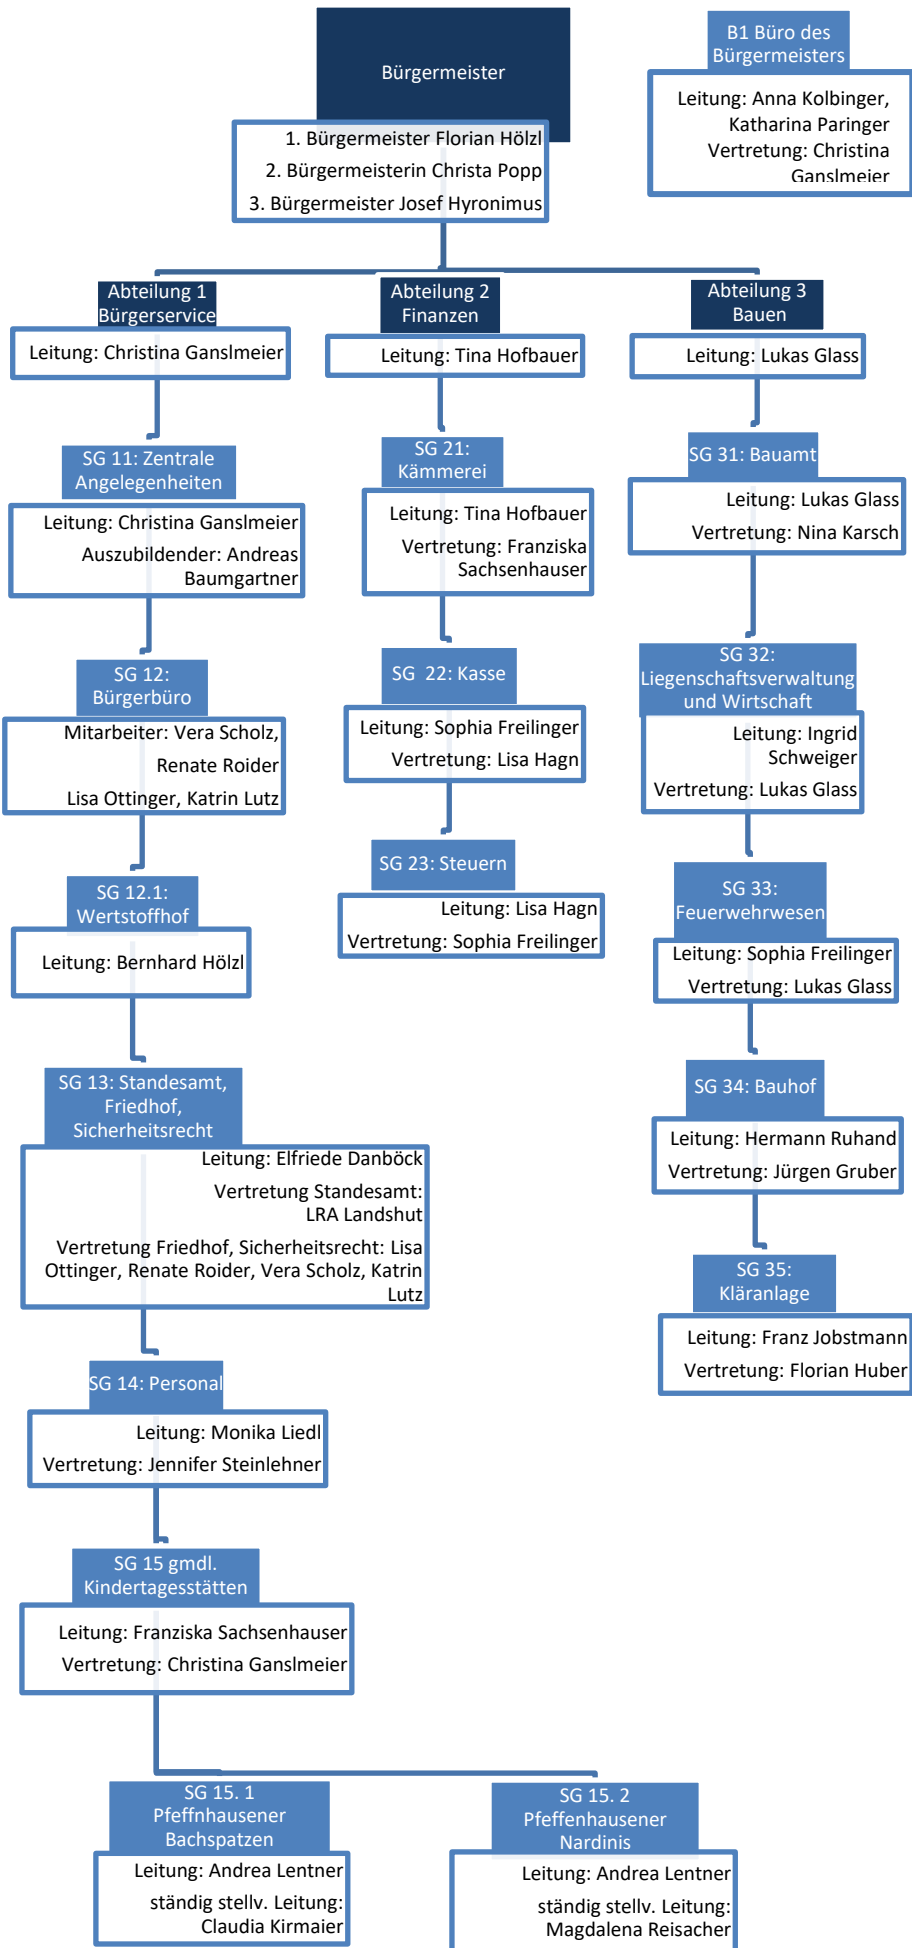 Bürgermeister
1. Bürgermeister Florian Hölzl
2. Bürgermeisterin Christa Popp
3. Bürgermeister Josef Hyronimus
B1 Büro des
Bürgermeisters
Leitung: Anna Kolbinger,
Katharina Paringer
Vertretung: Christina
Ganslmeier
Abteilung 1
Bürgerservice
Leitung: Christina Ganslmeier
SG 11: Zentrale
Angelegenheiten
Leitung: Christina Ganslmeier
Auszubildender: Andreas
Baumgartner
SG 12:
Bürgerbüro
Mitarbeiter: Vera Scholz,
Renate Roider
Lisa Ottinger, Katrin Lutz
SG 12.1:
Wertstoffhof
Leitung: Bernhard Hölzl
SG 13: Standesamt,
Friedhof,
Sicherheitsrecht
Leitung: Elfriede Danböck
Vertretung Standesamt:
LRA Landshut
Vertretung Friedhof, Sicherheitsrecht: Lisa
Ottinger, Renate Roider, Vera Scholz, Katrin
Lutz
SG 14: Personal
Leitung: Monika Liedl
Vertretung: Jennifer Steinlehner
SG 15 gmdl.
Kindertagesstätten
Leitung: Franziska Sachsenhauser
Vertretung: Christina Ganslmeier
SG 15. 1
Pfeffnhausener
Bachspatzen
Leitung: Andrea Lentner
ständig stellv. Leitung:
Claudia Kirmaier
SG 15. 2
Pfeffenhausener
Nardinis
Leitung: Andrea Lentner
ständig stellv. Leitung:
Magdalena Reisacher
Abteilung 2
Finanzen
Leitung: Tina Hofbauer
SG 21:
Kämmerei
Leitung: Tina Hofbauer
Vertretung: Franziska
Sachsenhauser
SG  22: Kasse
Leitung: Sophia Freilinger
Vertretung: Lisa Hagn
SG 23: Steuern
Leitung: Lisa Hagn
Vertretung: Sophia Freilinger
Abteilung 3
Bauen
Leitung: Lukas Glass
SG 31: Bauamt
Leitung: Lukas Glass
Vertretung: Nina Karsch
SG 32:
Liegenschaftsverwaltung
und Wirtschaft
Leitung: Ingrid
Schweiger
Vertretung: Lukas Glass
SG 33:
Feuerwehrwesen
Leitung: Sophia Freilinger
Vertretung: Lukas Glass
SG 34: Bauhof
Leitung: Hermann Ruhand
Vertretung: Jürgen Gruber
SG 35:
Kläranlage
Leitung: Franz Jobstmann
Vertretung: Florian Huber